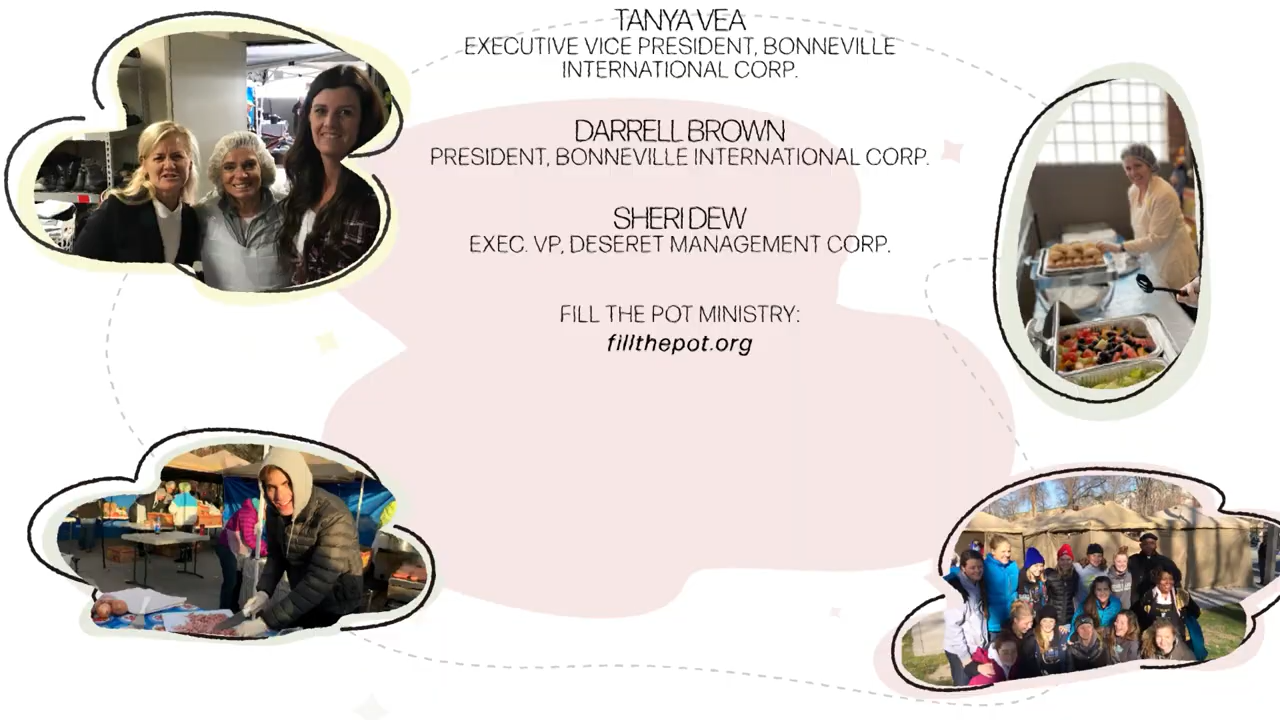 TANYA VEA
EXECUTIVE VICE PRESIDENT, BONNEVILLE
INTERNATIONAL CORP.
DARRELL BROWN
PRESIDENT, BONNEVILLE INTERNATIONAL CORP.
SHERI DEW
EXEC. VP, DESERET MANAGEMENT CORP.
FILL THE POT MINISTRY:
fillthepot.org